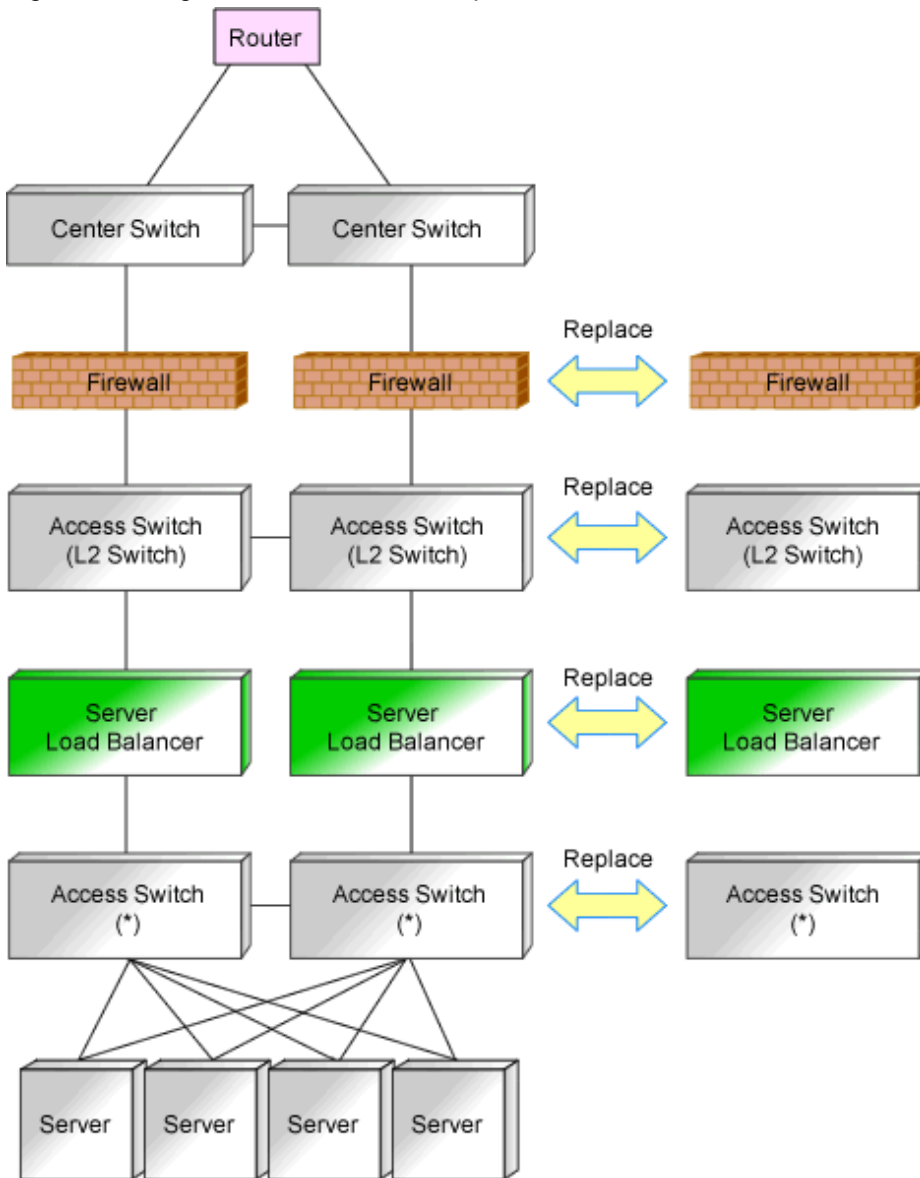 Router
Center Switch
Center Switch
Replace
Firewall
Firewall
Firewall
Replace
Access Switch
(L2 Switch)
Access Switch
(L2 Switch)
Access Switch
(L2 Switch)
Replace
Server
Load Balancer
Server
Load Balancer
Server
Load Balancer
Replace
Access Switch
(*)
Access Switch
(*)
Access Switch
(*)
Server
Server
Server
Server